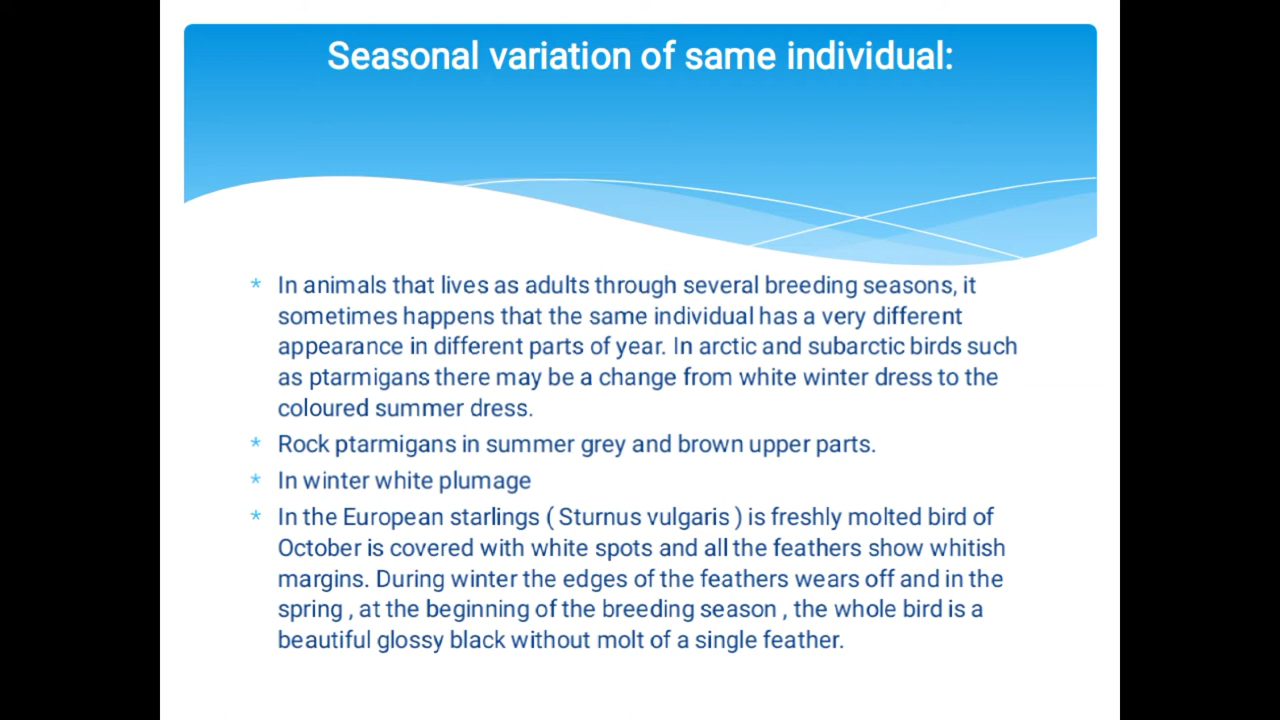 Seasonal variation of same individual:
* In animals that lives as adults through several breeding seasons, it
sometimes happens that the same individual has a very different
appearance in different parts of year. In arctic and subarctic birds such
as ptarmigans there may be a change from white winter dress to the
coloured summer dress.
* Rock ptarmigans in summer grey and brown upper parts.
* In winter white plumage
* In the European starlings ( Sturnus vulgaris ) is freshly molted bird of
October is covered with white spots and all the feathers show whitish
margins. During winter the edges of the feathers wears off and in the
spring , at the beginning of the breeding season , the whole bird is a
beautiful glossy black without molt of a single feather.